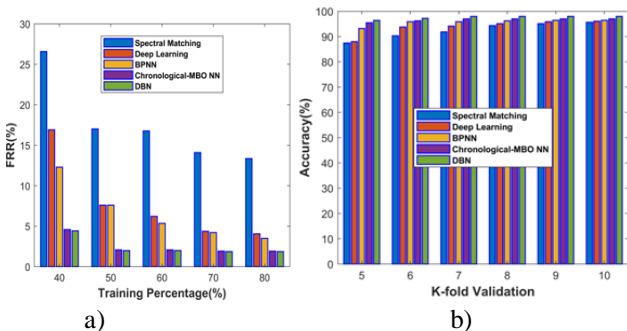 30
25
20
15
10
5
0
FRR(%)
Spectral Matching
Deep Learning
BPNN
Chronological-MBO NN
DBN
40 50 60 70 80
Training Percentage(%)
a)
100
90
80
70
60
50
40
30
20
10
0
Accuracy(%)
Spectral Matching
Deep Learning
BPNN
Chronological-MBO NN
DBN
5 6 7 8 9 10
K-fold Validation
b)